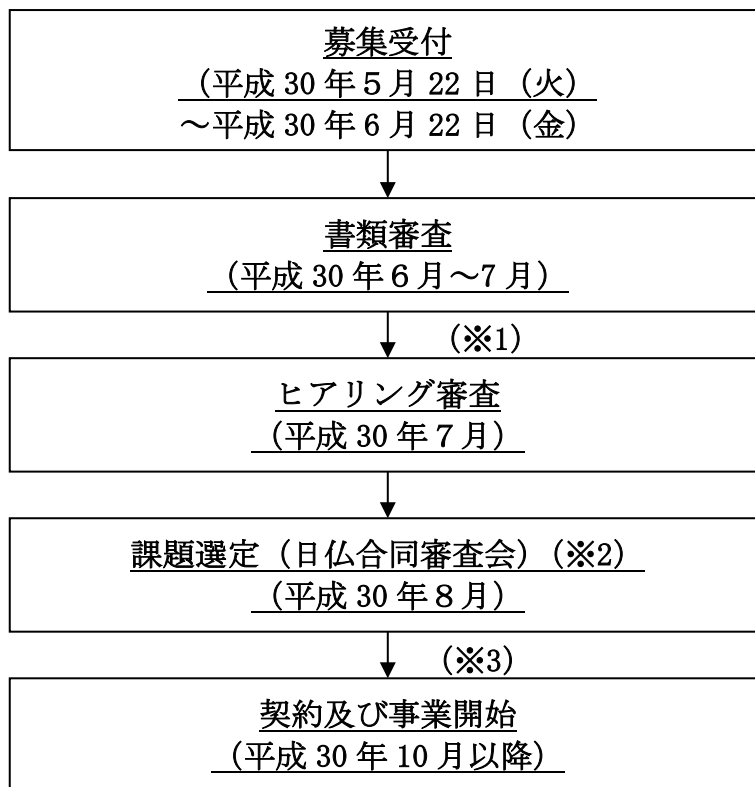 募集受付
（平成 30 年５月 22 日（火）
～平成 30 年 6 月 22 日（金）
書類審査
（平成 30 年６月～7 月）
（※1）
ヒアリング審査
（平成 30 年７月）
課題選定（日仏合同審査会）（※2）
（平成 30 年８月）
（※3）
契約及び事業開始
（平成 30 年 10 月以降）